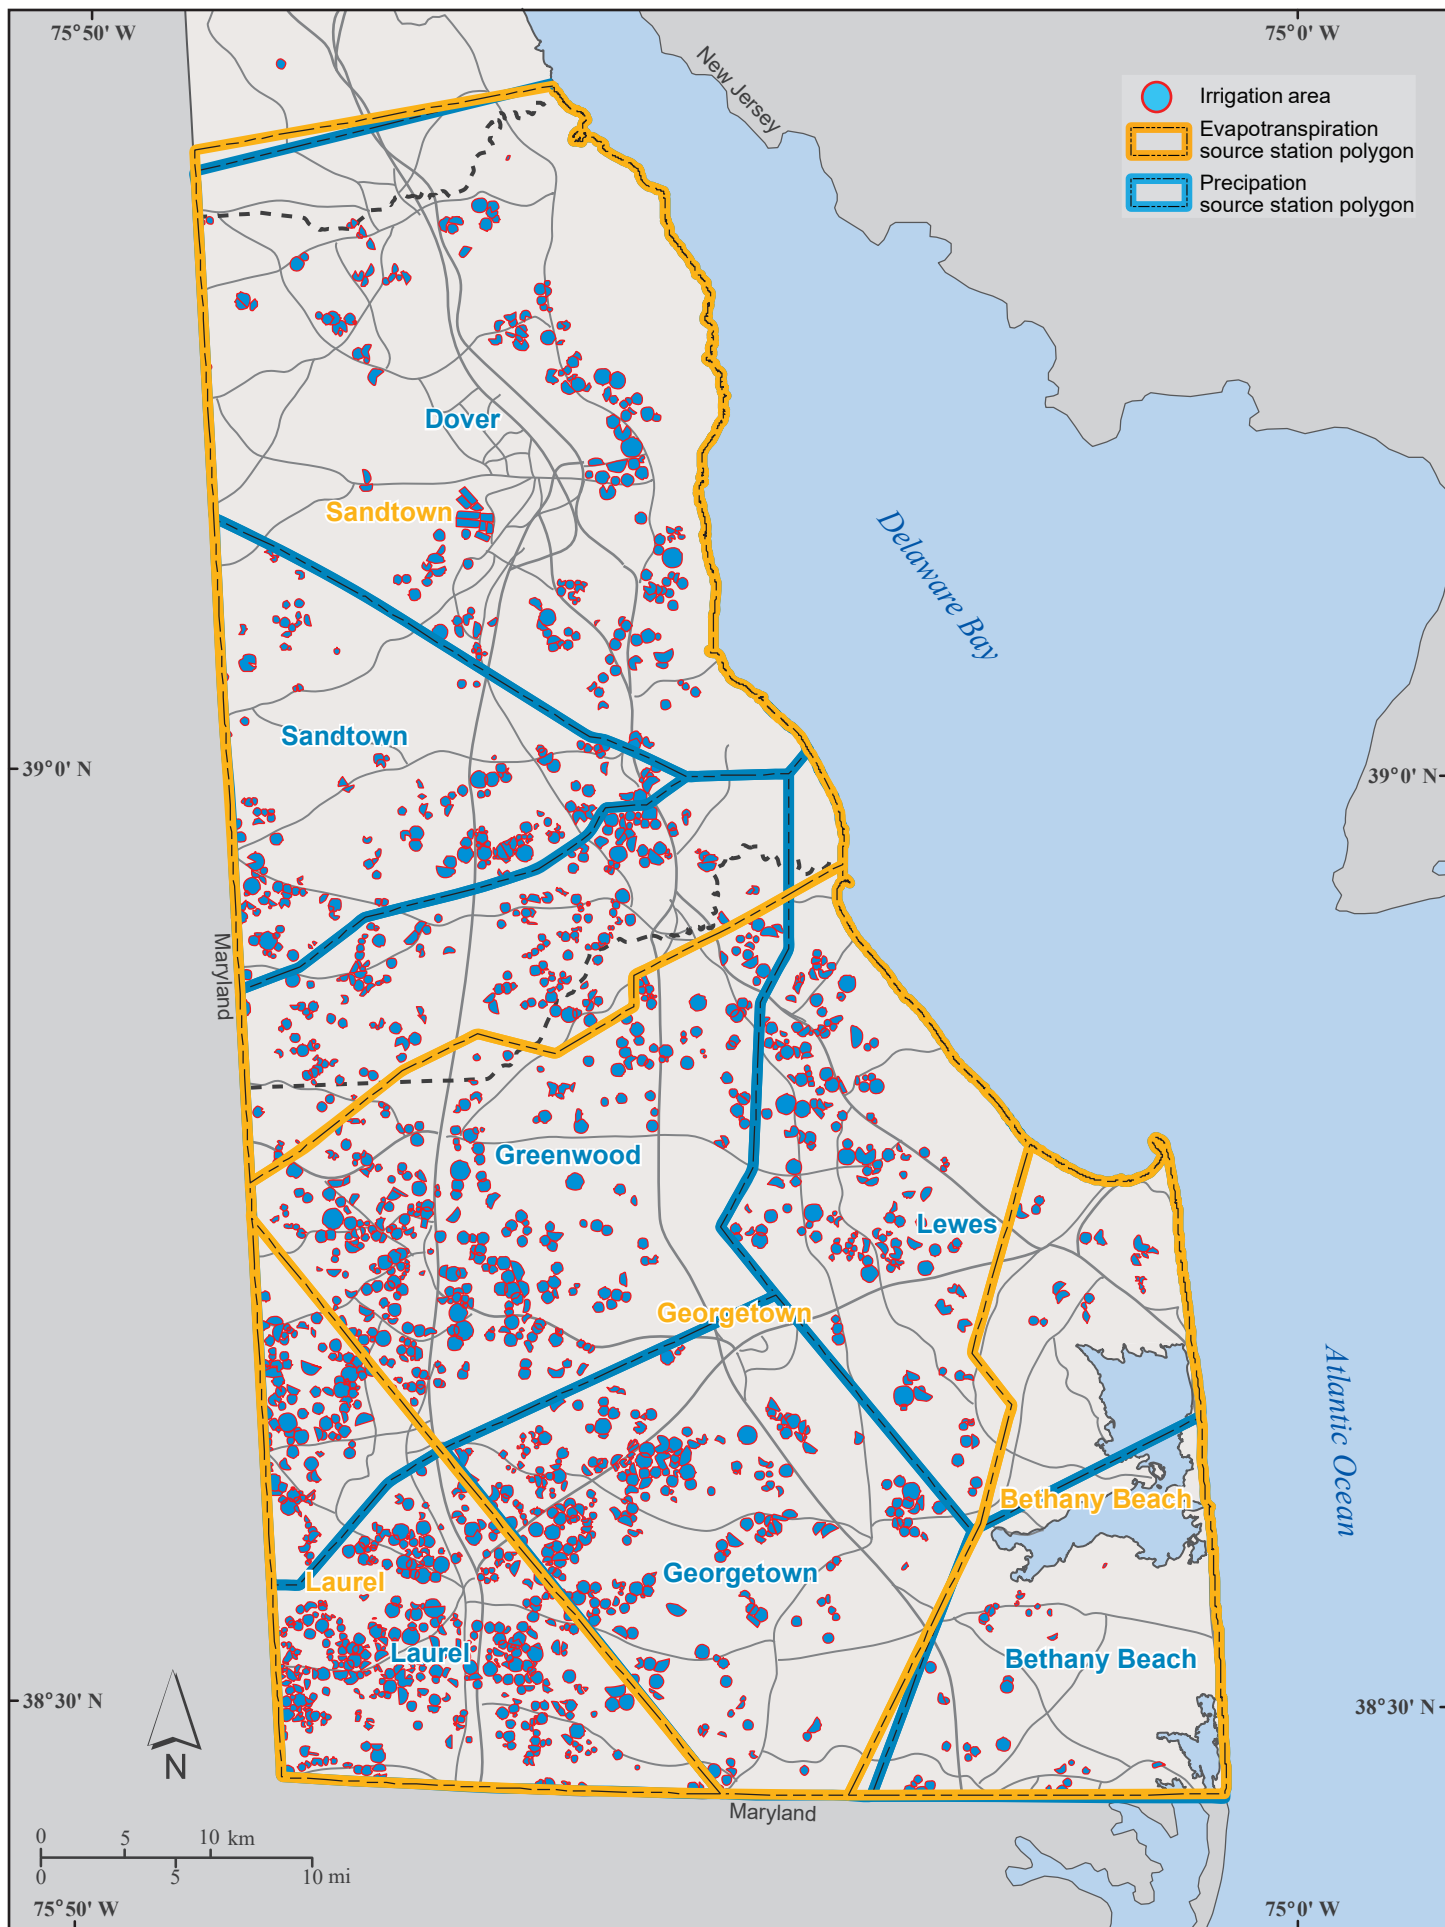 75°50' W
75°0' W
New Jersey
Irrigation area
Evapotranspiration
source station polygon
Precipation
source station polygon
Dover
Sandtown
Delaware Bay
Sandtown
39°0' N
39°0' N
Maryland
Greenwood
Lewes
Georgetown
Atlantic Ocean
Bethany Beach
Georgetown
Laurel
Laurel
Bethany Beach
38°30' N
38°30' N
N
Maryland
0 5 10 km
0 5 10 mi
75°50' W
75°0' W